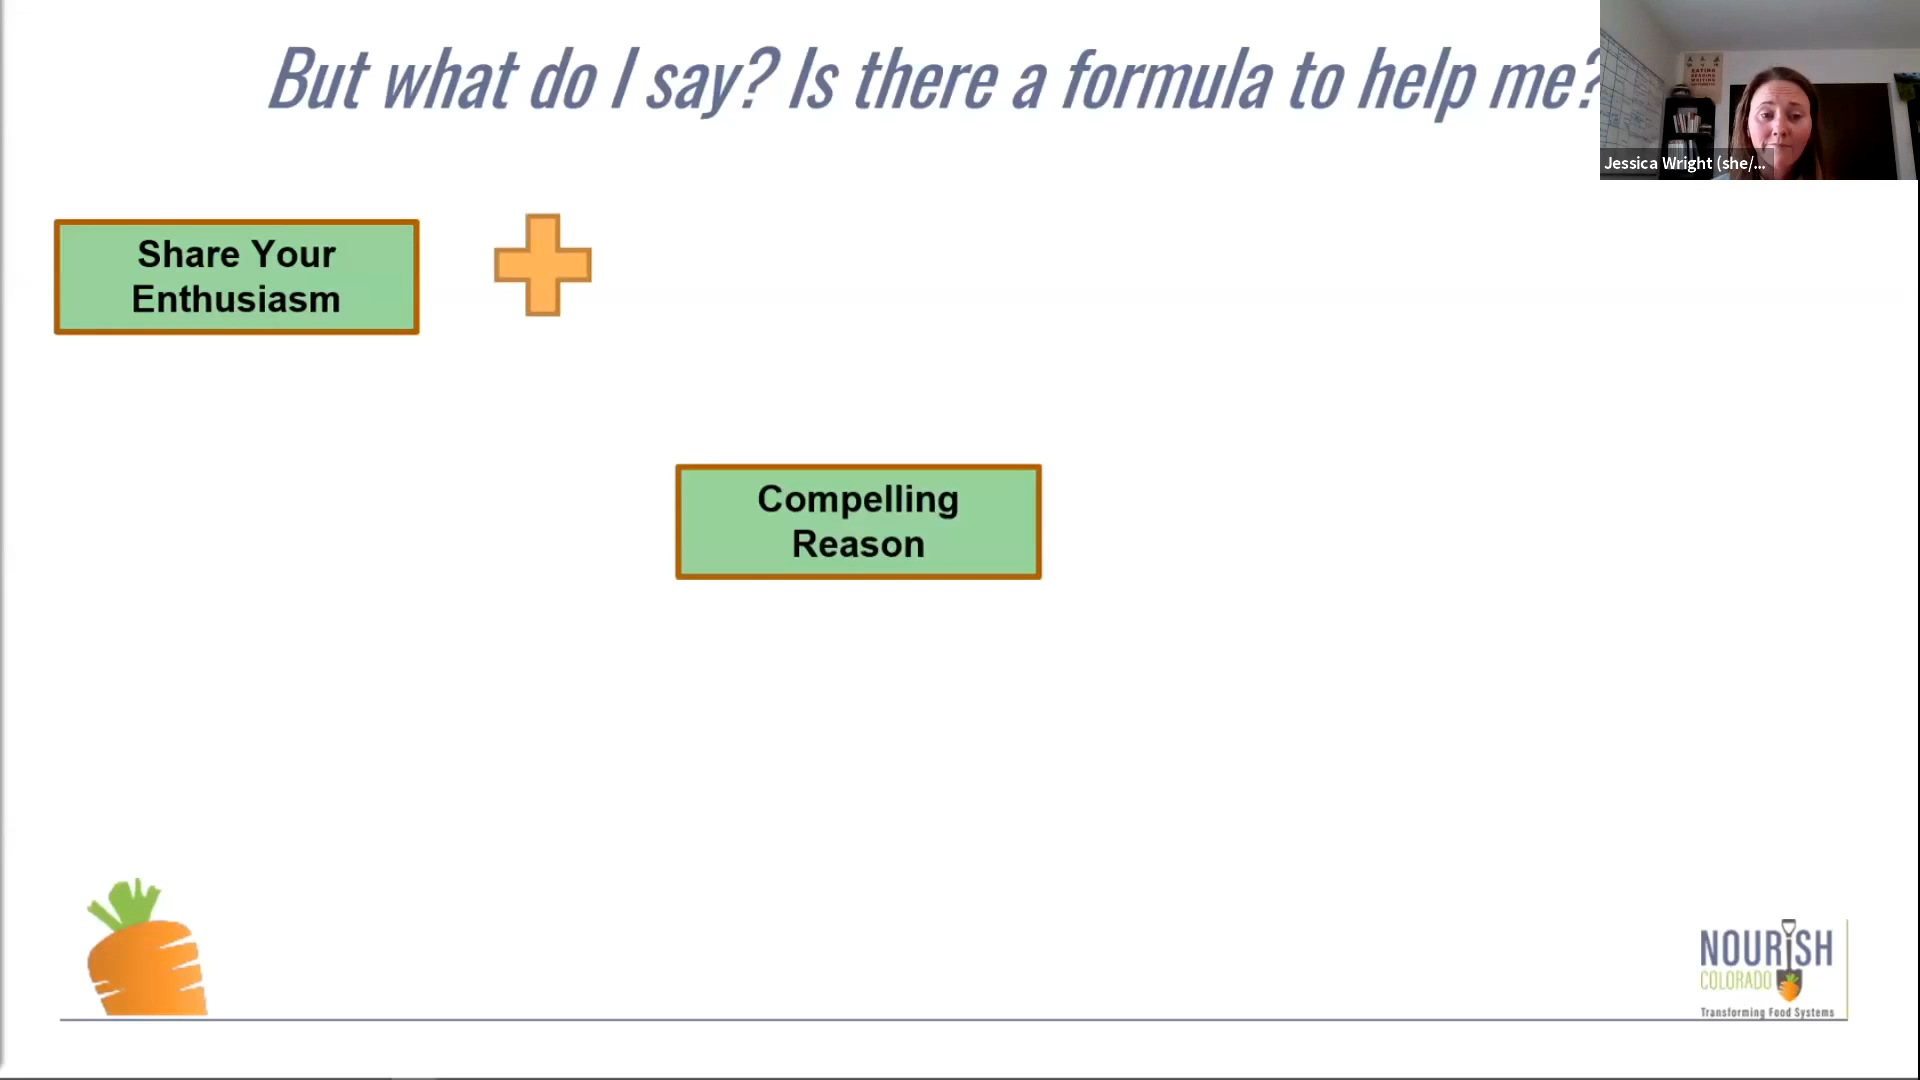 But what do I say? Is there a formula to help me?
Jessica Wright (she/...
Share Your
Enthusiasm
Compelling
Reason
NOURISH
COLORADO
Transforming Food Systems